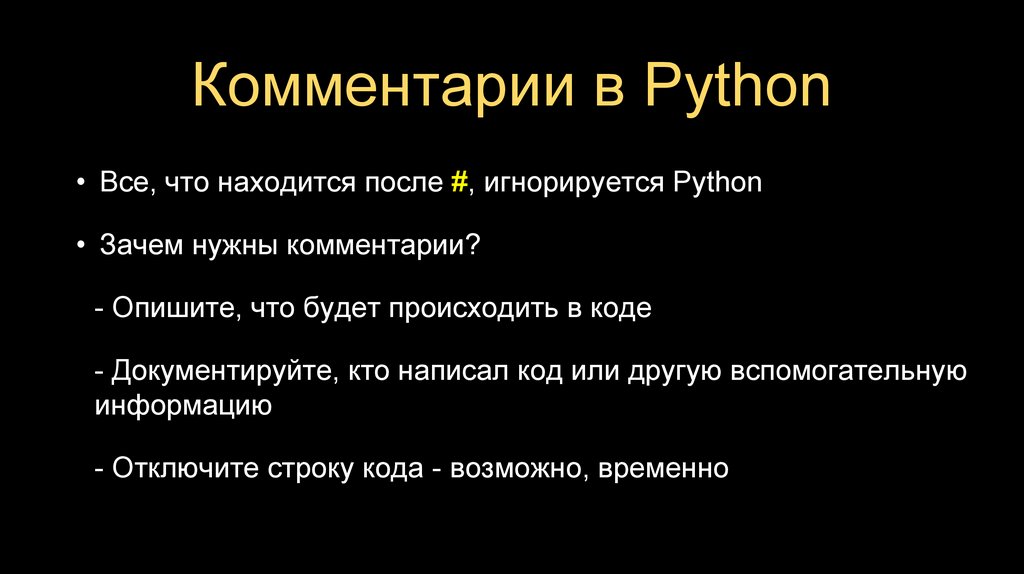 Комментарии в Python
• Все, что находится после #, игнорируется Python
• Зачем нужны комментарии?
- Опишите, что будет происходить в коде
- Документируйте, кто написал код или другую вспомогательную
информацию
- Отключите строку кода - возможно, временно